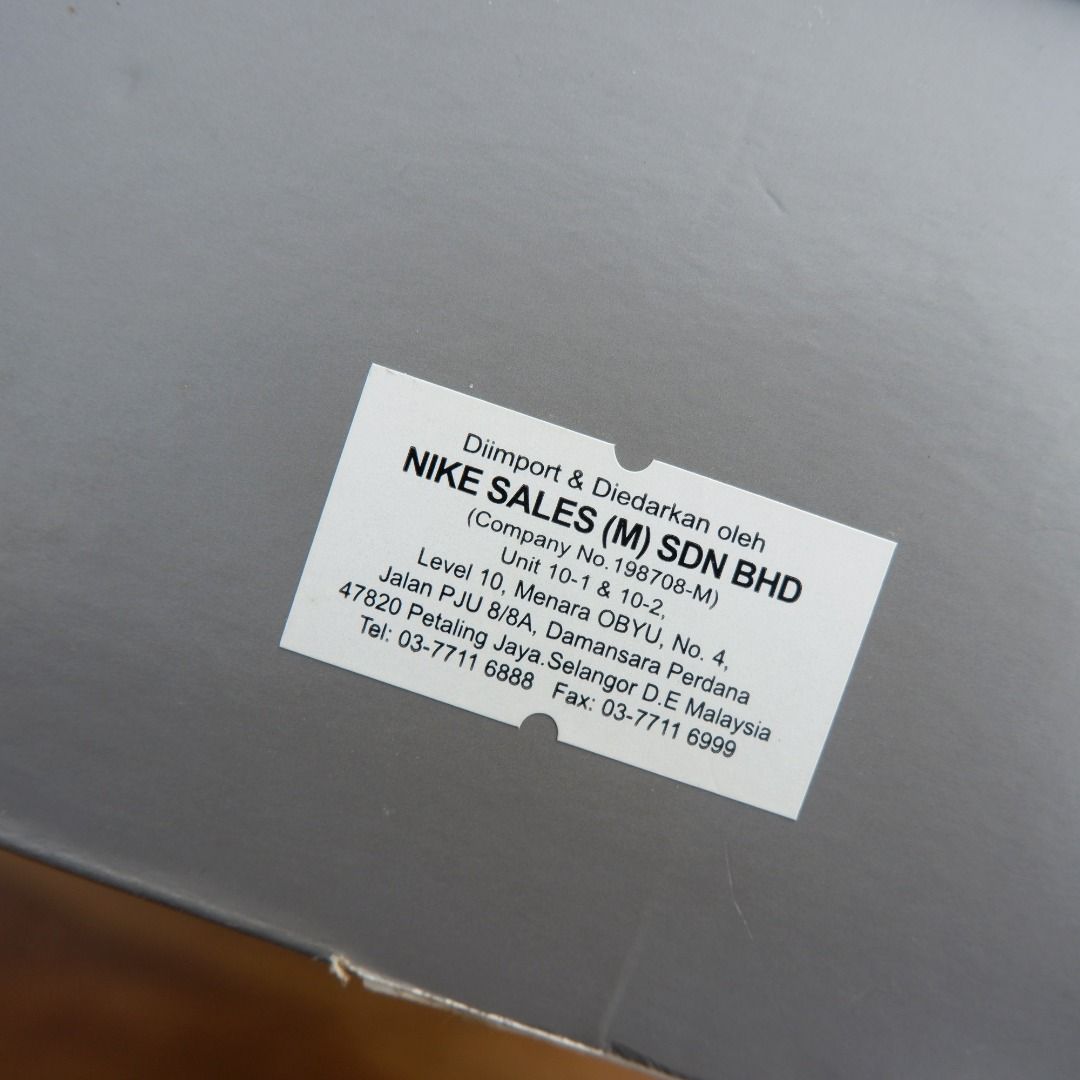 Diimport & Diedarkan oleh
NIKE SALES (M) SDN BHD
(Company No. 198708-M)
Unit 10-1 & 10-2,
Level 10, Menara OBYU, No. 4,
Jalan PJU 8/8A, Damansara Perdana
47820 Petaling Jaya.Selangor D.E Malaysia
Tel: 03-7711 6888 Fax: 03-7711 6999